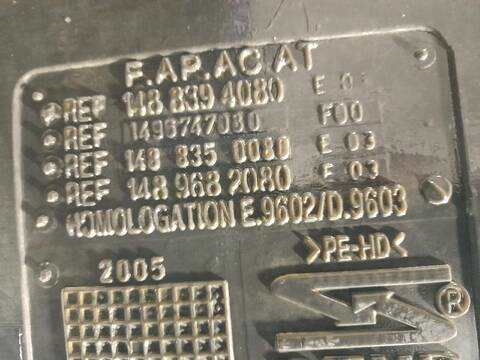 F.AP.AC.AT
REF 148 839 4080 E 0
REF 1496747080 F00
REF 148 835 0080 E 03
REF 148 968 2080 F 03
HOMOLOGATION E.9602/D.9603
>PE-HD<
2005
®